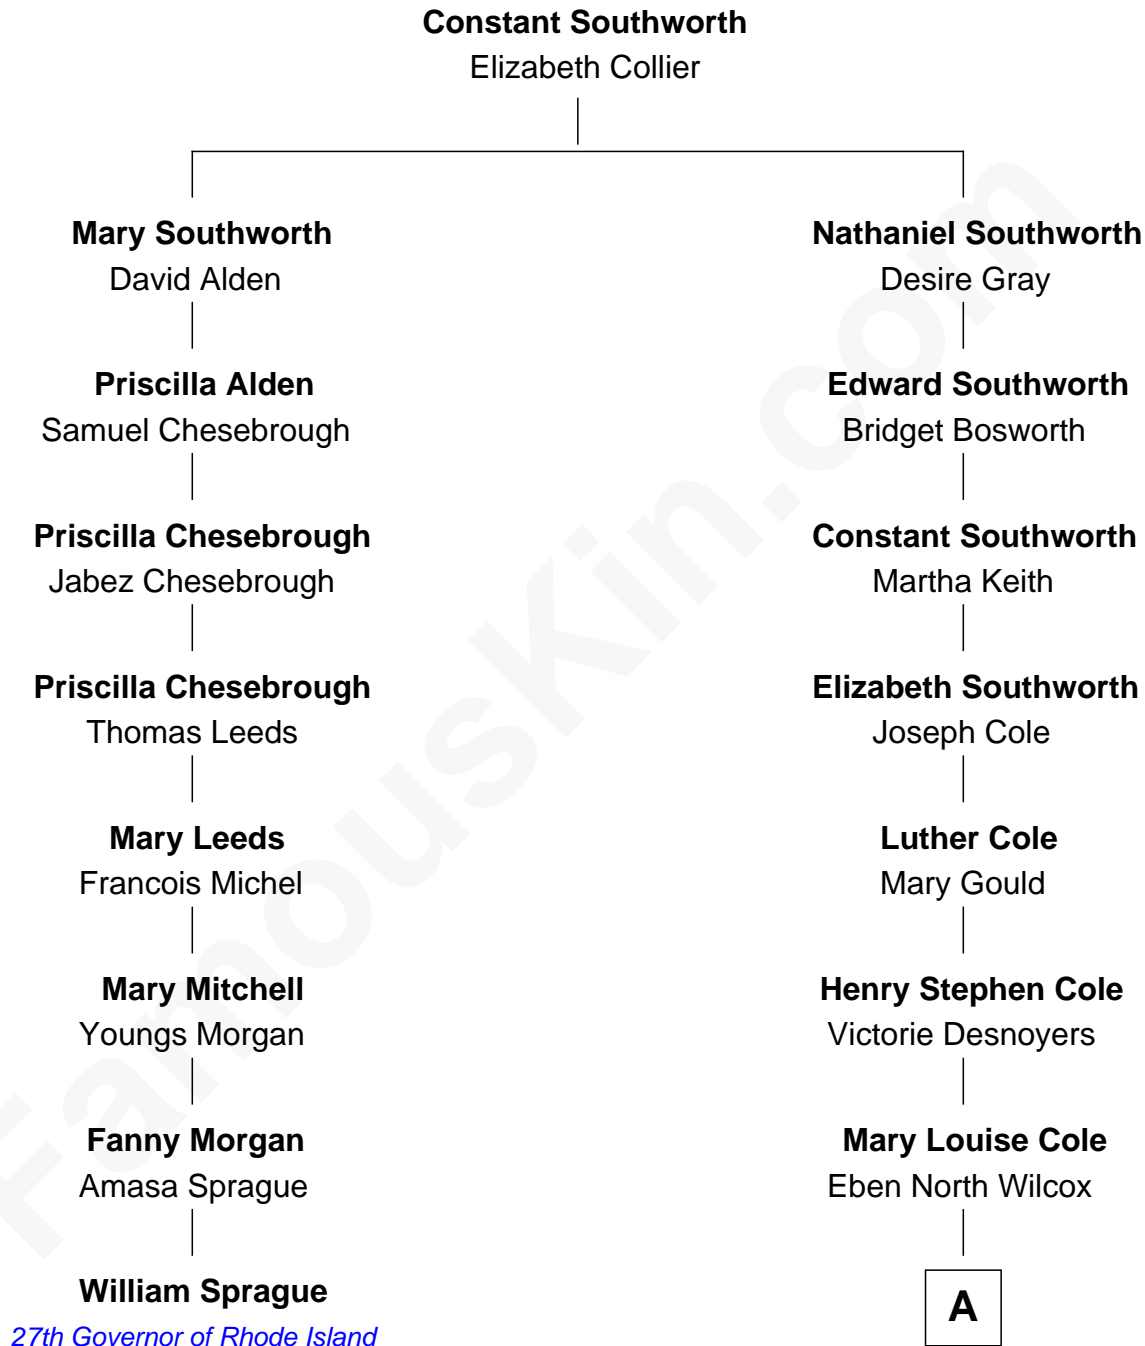 Constant Southworth
Elizabeth Collier
Mary Southworth
David Alden
Nathaniel Southworth
Desire Gray
Priscilla Alden
Samuel Chesebrough
Edward Southworth
Bridget Bosworth
Priscilla Chesebrough
Jabez Chesebrough
Constant Southworth
Martha Keith
Priscilla Chesebrough
Thomas Leeds
Elizabeth Southworth
Joseph Cole
Mary Leeds
Francois Michel
Luther Cole
Mary Gould
Mary Mitchell
Youngs Morgan
Henry Stephen Cole
Victorie Desnoyers
Fanny Morgan
Amasa Sprague
Mary Louise Cole
Eben North Wilcox
William Sprague
27th Governor of Rhode Island
A
FamousKin.com